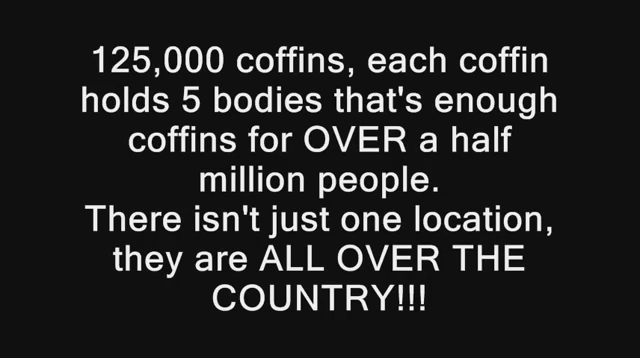 125,000 coffins, each coffin
holds 5 bodies that's enough
coffins for OVER a half
million people.
There isn't just one location,
they are ALL OVER THE
COUNTRY!!!